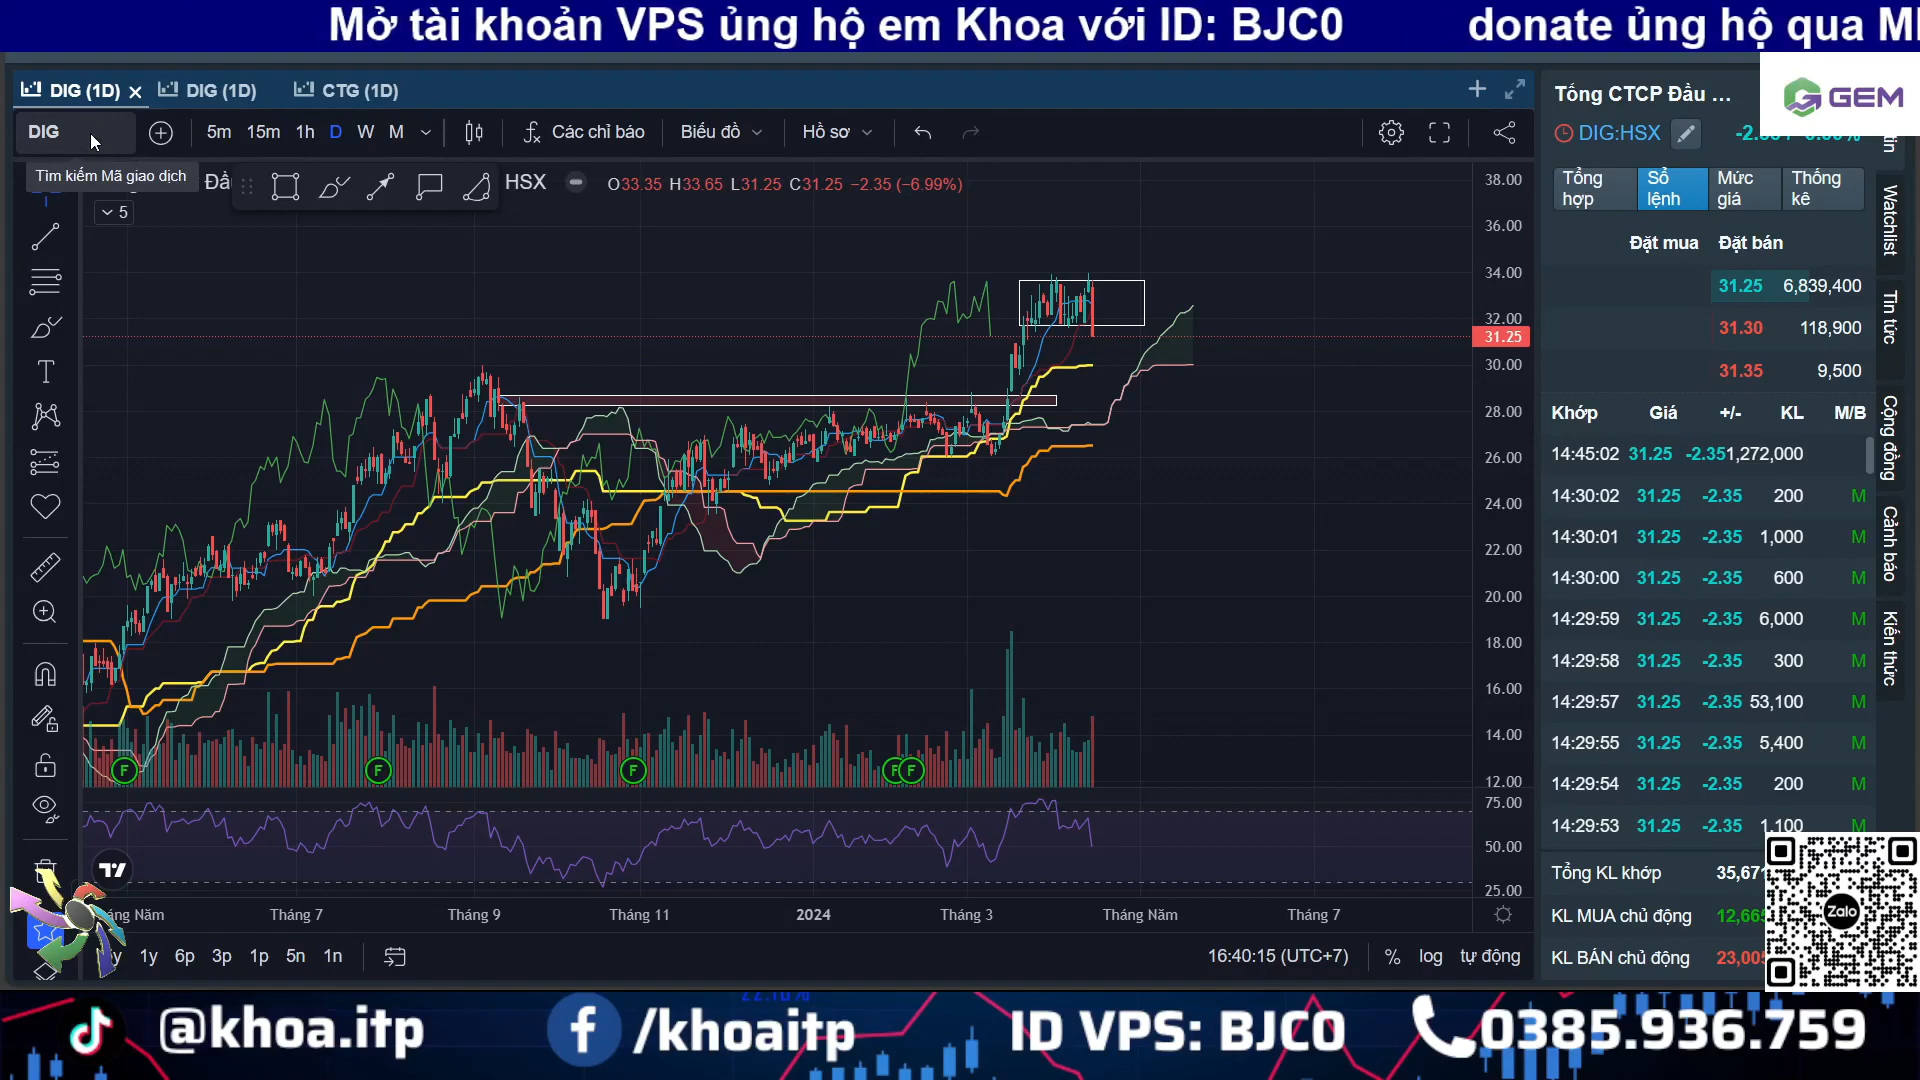 Mở tài khoản VPS ủng hộ em Khoa với ID: BJC0 donate ủng hộ qua
DIG (1D) DIG (1D) CTG (1D)
DIG 5m 15m 1h D W M Các chỉ báo Biểu đồ Hồ sơ
Tìm kiếm Mã giao dịch
HSX O33.35 H33.65 L31.25 C31.25 −2.35 (−6.99%)
5
38.00
36.00
34.00
32.00
31.25
30.00
28.00
26.00
24.00
22.00
20.00
18.00
16.00
14.00
12.00
75.00
50.00
25.00
F F F F F
Năm Tháng 7 Tháng 9 Tháng 11 2024 Tháng 3 Tháng Năm Tháng 7
1y 6p 3p 1p 5n 1n 16:40:15 (UTC+7) % log tự động
Tổng CTCP Đầu ...
GEM
DIG:HSX
Tổng hợp Sổ lệnh Mức giá Thống kê
Đặt mua Đặt bán
31.25 6,839,400
31.30 118,900
31.35 9,500
Khớp Giá +/- KL M/B
14:45:02 31.25 -2.35 1,272,000
14:30:02 31.25 -2.35 200 M
14:30:01 31.25 -2.35 1,000 M
14:30:00 31.25 -2.35 600 M
14:29:59 31.25 -2.35 6,000 M
14:29:58 31.25 -2.35 300 M
14:29:57 31.25 -2.35 53,100 M
14:29:55 31.25 -2.35 5,400 M
14:29:54 31.25 -2.35 200 M
14:29:53 31.25 -2.35 1,100 M
Tổng KL khớp
KL MUA chủ động
KL BÁN chủ động
Zalo
Watchlist
Tin tức
Cộng đồng
Cảnh báo
Kiến thức
@khoa.itp /khoaitp ID VPS: BJC0 0385.936.759